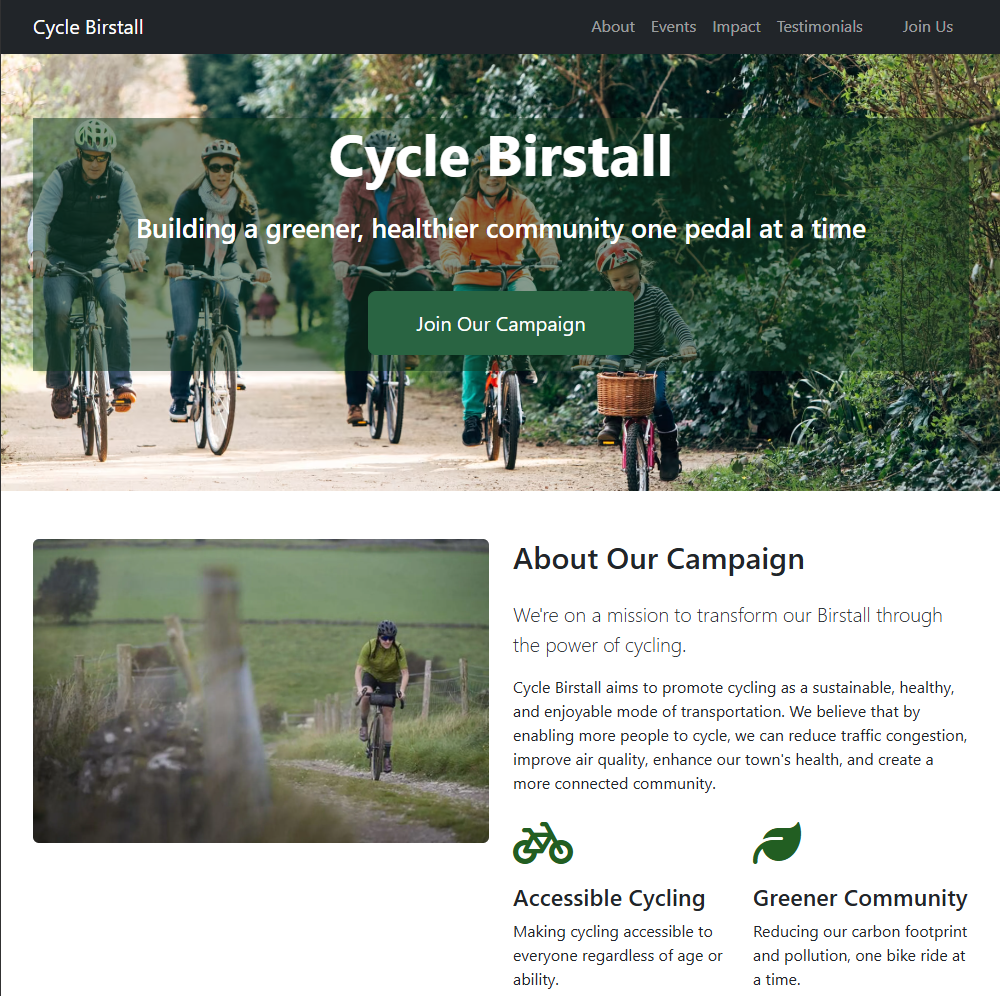 Cycle Birstall
About Events Impact Testimonials Join Us
Cycle Birstall
Building a greener, healthier community one pedal at a time
Join Our Campaign
About Our Campaign
We're on a mission to transform our Birstall through
the power of cycling.
Cycle Birstall aims to promote cycling as a sustainable, healthy,
and enjoyable mode of transportation. We believe that by
enabling more people to cycle, we can reduce traffic congestion,
improve air quality, enhance our town's health, and create a
more connected community.
Accessible Cycling
Making cycling accessible to
everyone regardless of age or
ability.
Greener Community
Reducing our carbon footprint
and pollution, one bike ride at
a time.